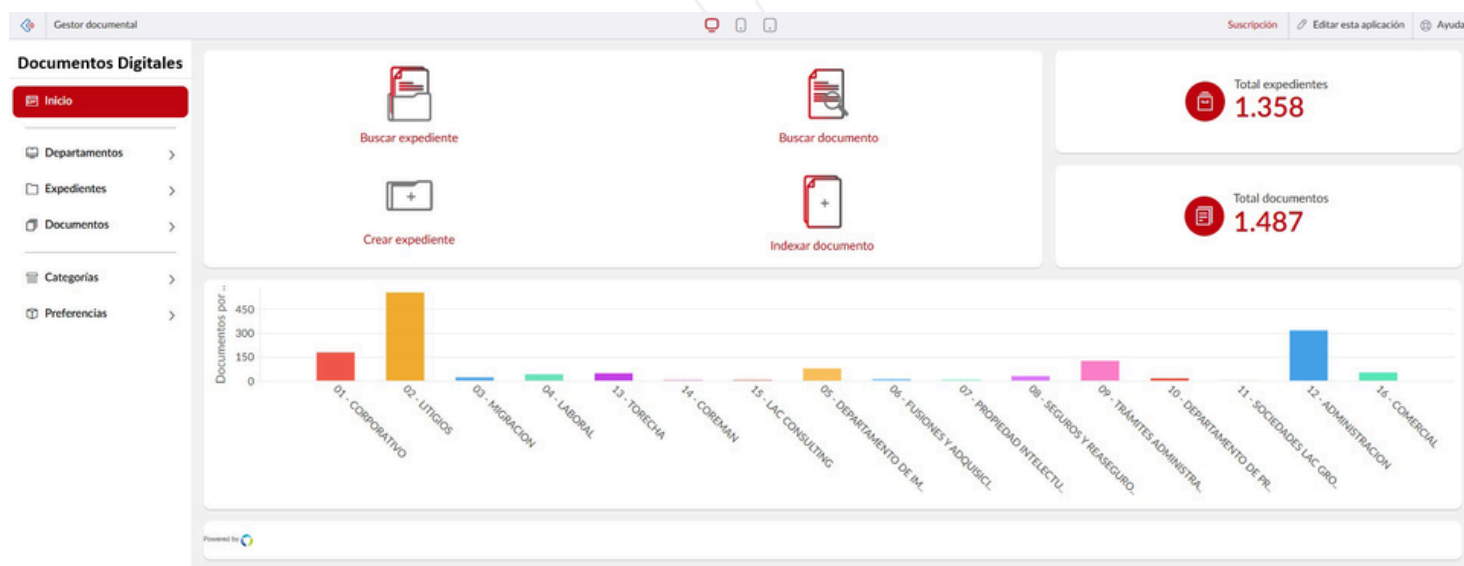 Gestor documental
Suscripción
Editar esta aplicación
Ayuda
Documentos Digitales
Inicio
Departamentos
Expedientes
Documentos
Categorías
Preferencias
Buscar expediente
Buscar documento
Crear expediente
Indexar documento
Total expedientes
1.358
Total documentos
1.487
Documentos por ..
450
300
150
0
01 - CORPORATIVO
02 - LITIGIOS
03 - MIGRACION
04 - LABORAL
13 - TORECHA
14 - COREMAN
15 - LAC CONSULTING
05 - DEPARTAMENTO DE IM..
06 - FUSIONES Y ADQUISICI..
07 - PROPIEDAD INTELECTU..
08 - SEGUROS Y REASEGURO..
09 - TRÁMITES ADMINISTRA..
10 - DEPARTAMENTO DE PR..
11 - SOCIEDADES LAC GRO..
12 - ADMINISTRACION
16 - COMERCIAL
Powered by